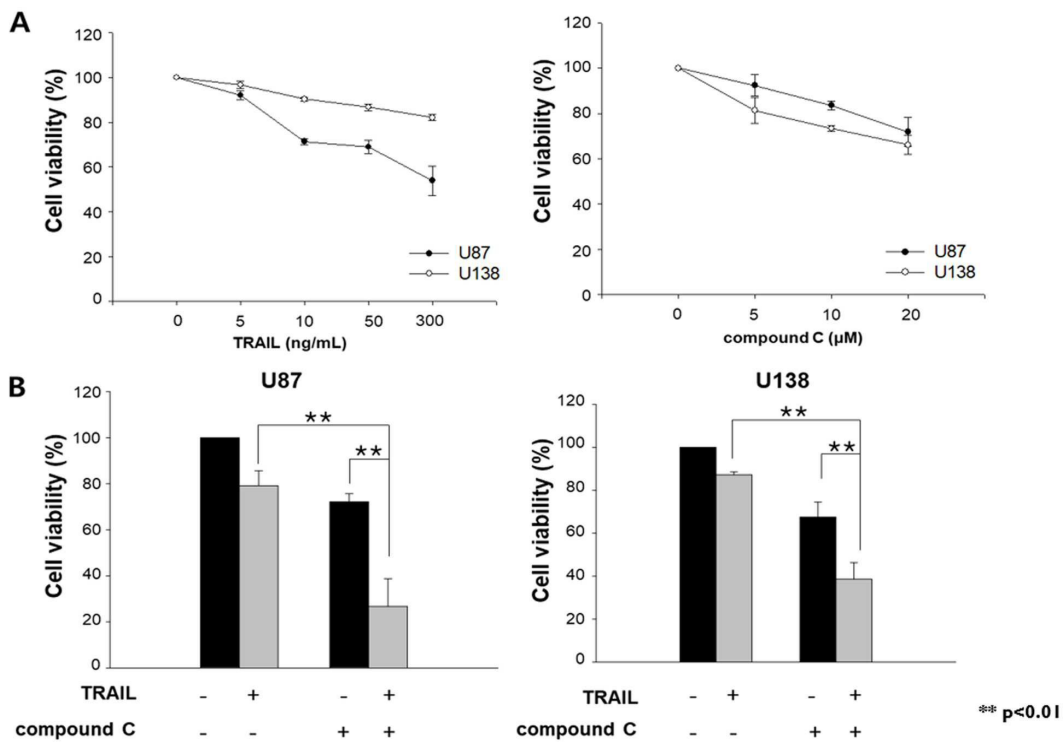 A
Cell viability (%)
120
100
80
60
40
20
0
U87
U138
0 5 10 50 300
TRAIL (ng/mL)
Cell viability (%)
120
100
80
60
40
20
0
U87
U138
0 5 10 20
compound C (µM)
B
U87
Cell viability (%)
120
100
80
60
40
20
0
**
**
TRAIL - + - +
compound C - - + +
U138
Cell viability (%)
120
100
80
60
40
20
0
**
**
TRAIL - + - +
compound C - - + +
** p<0.01